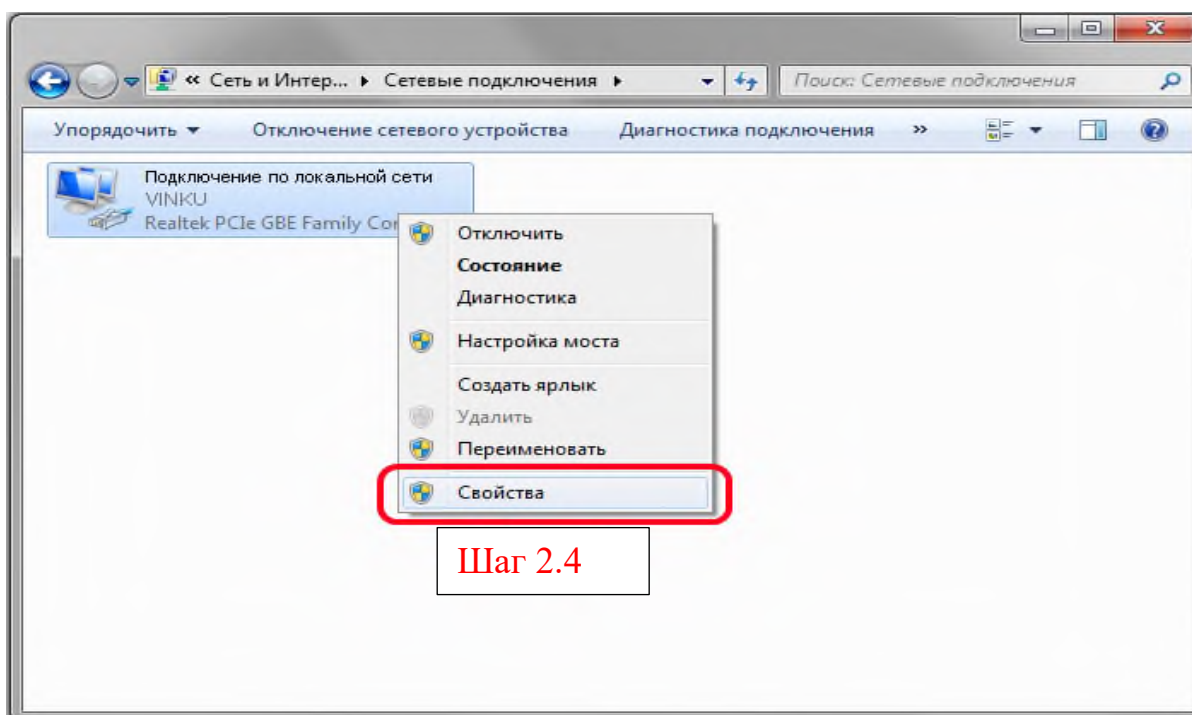 « Сеть и Интер... ▸ Сетевые подключения ▸ Поиск: Сетевые подключения
Упорядочить ▾ Отключение сетевого устройства Диагностика подключения »
Подключение по локальной сети
VINKU
Realtek PCIe GBE Family Cor
Отключить
Состояние
Диагностика
Настройка моста
Создать ярлык
Удалить
Переименовать
Свойства
Шаг 2.4